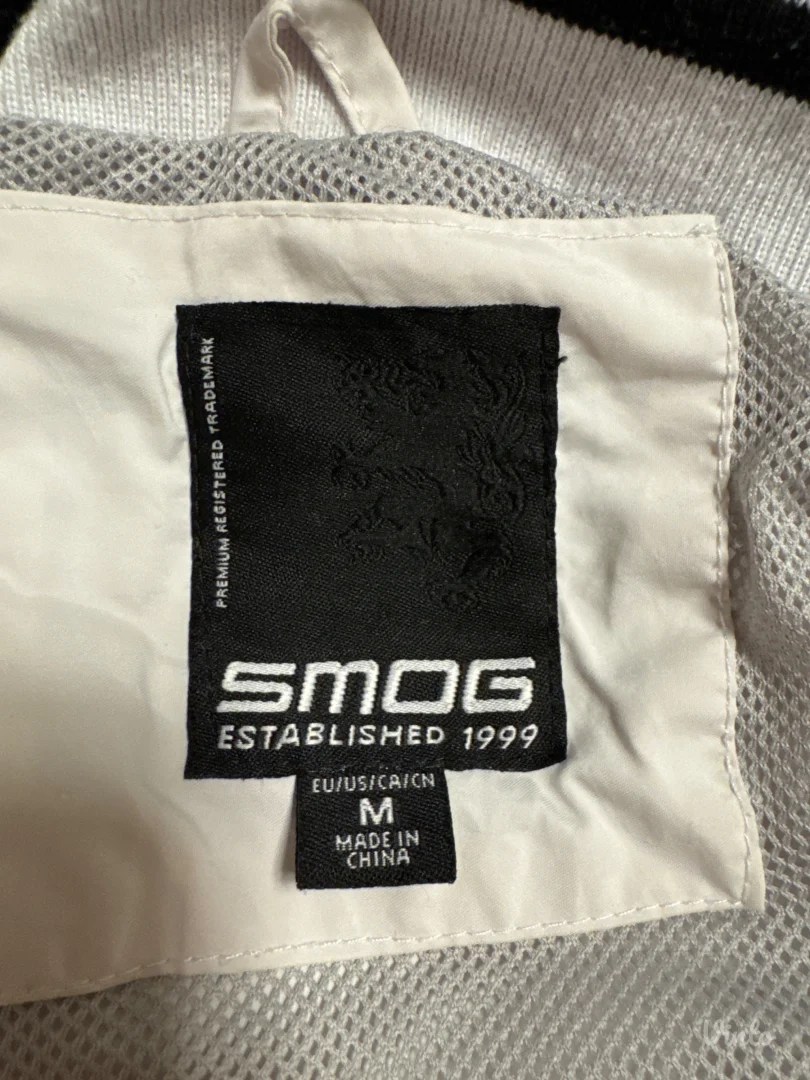 PREMIUM REGISTERED TRADEMARK
SMOG
ESTABLISHED 1999
EU/US/CA/CN
M
MADE IN
CHINA